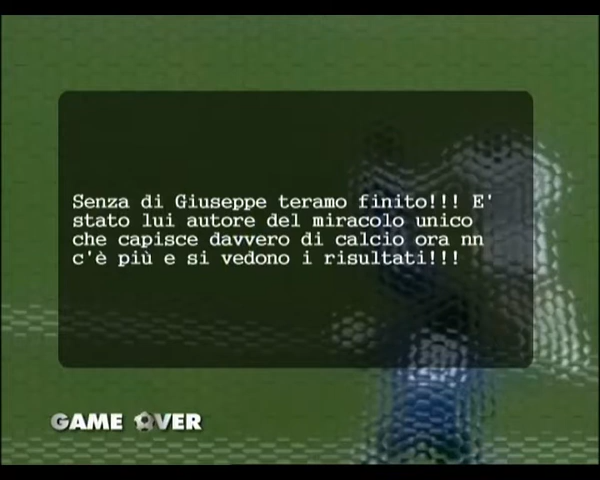 Senza di Giuseppe teramo finito!!! E'
stato lui autore del miracolo unico
che capisce davvero di calcio ora nn
c'è più e si vedono i risultati!!!
GAME OVER